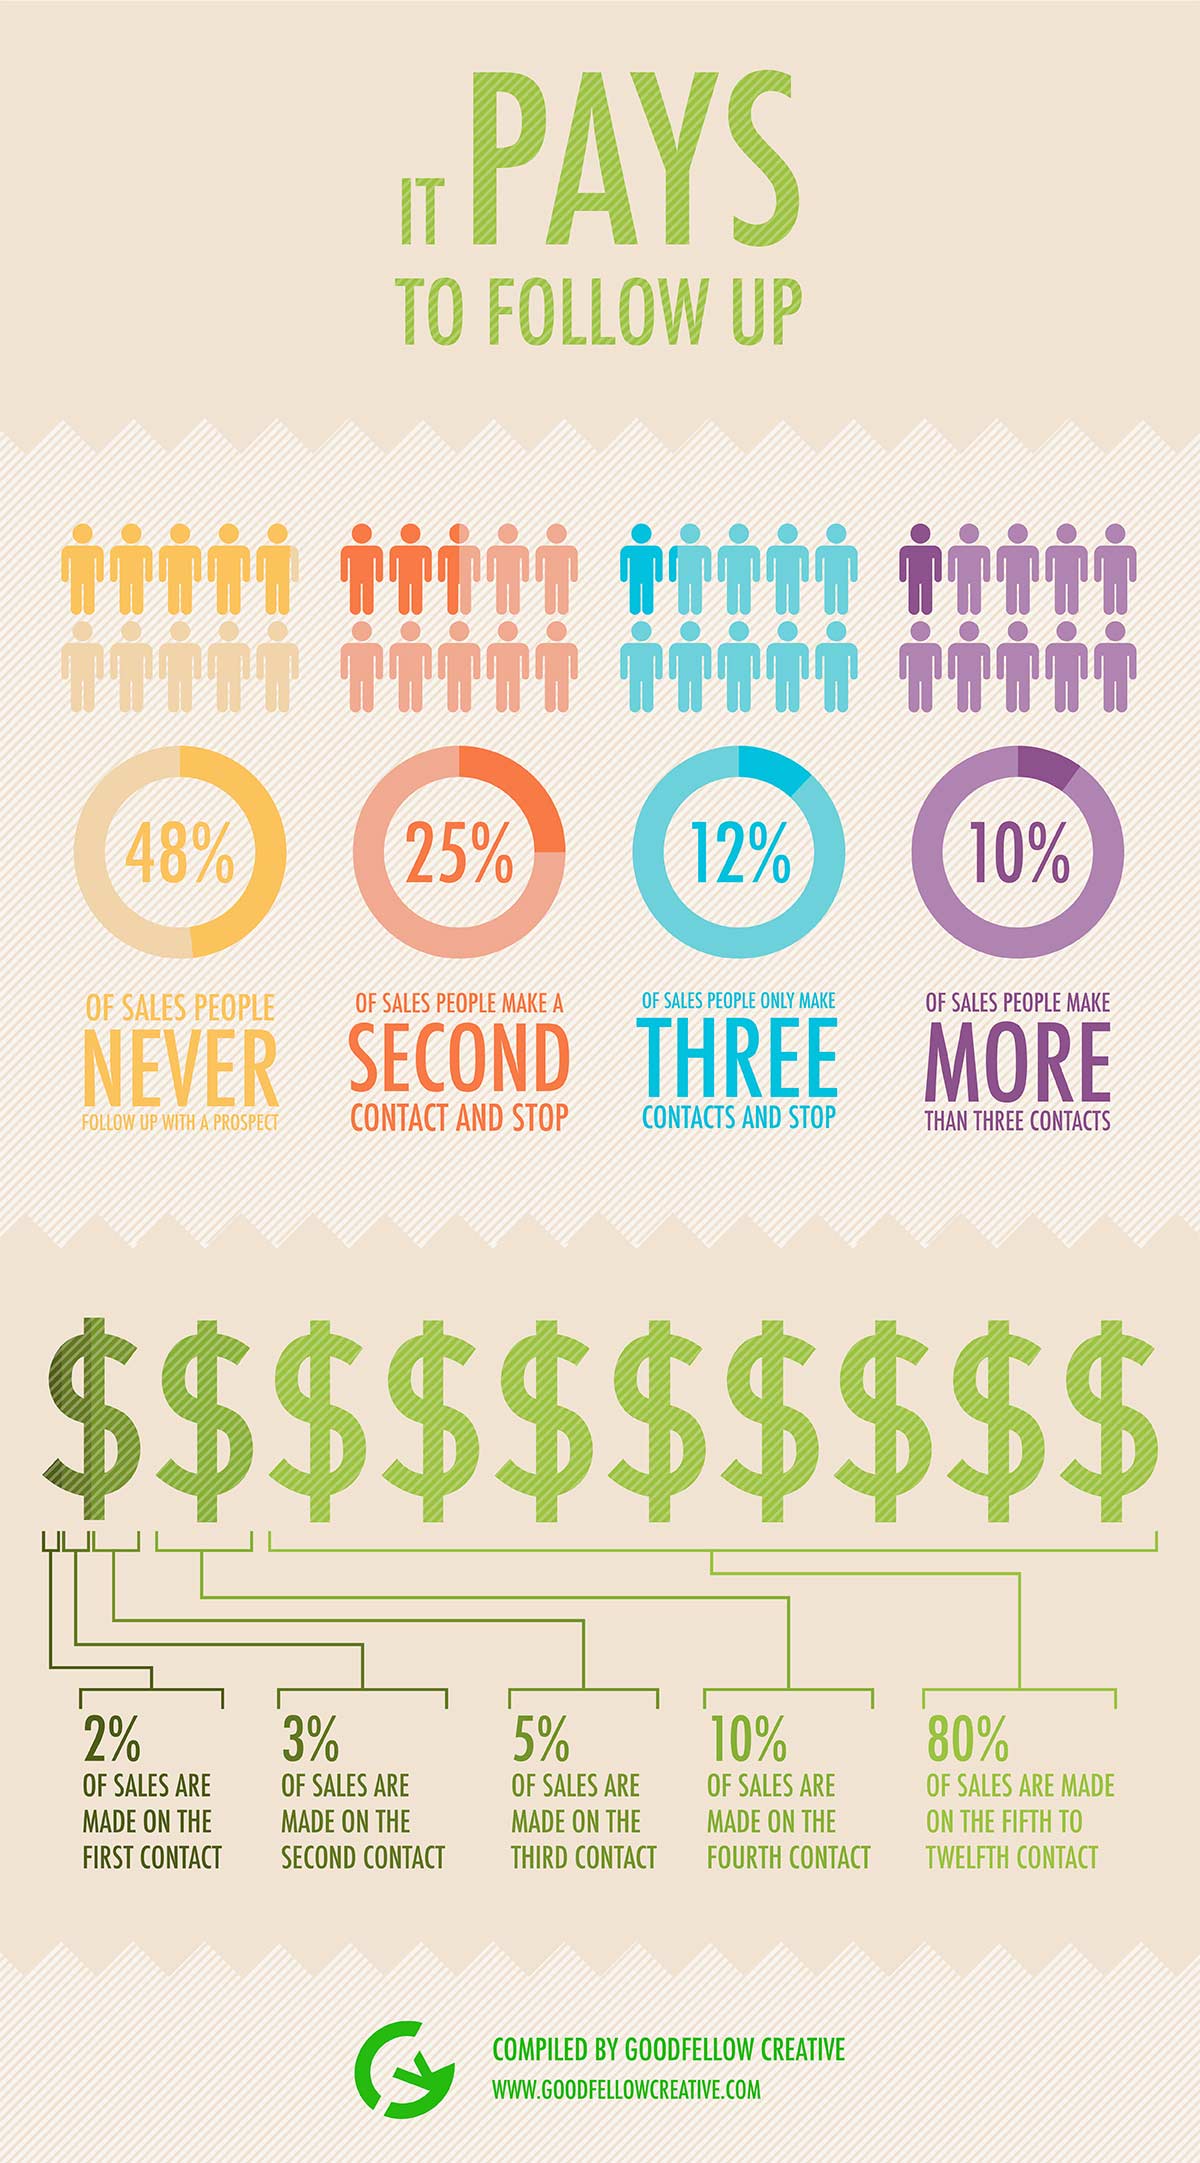 IT PAYS
TO FOLLOW UP
48%
OF SALES PEOPLE
NEVER
FOLLOW UP WITH A PROSPECT
25%
OF SALES PEOPLE MAKE A
SECOND
CONTACT AND STOP
12%
OF SALES PEOPLE ONLY MAKE
THREE
CONTACTS AND STOP
10%
OF SALES PEOPLE MAKE
MORE
THAN THREE CONTACTS
$ $ $ $ $ $ $ $ $ $
2%
OF SALES ARE
MADE ON THE
FIRST CONTACT
3%
OF SALES ARE
MADE ON THE
SECOND CONTACT
5%
OF SALES ARE
MADE ON THE
THIRD CONTACT
10%
OF SALES ARE
MADE ON THE
FOURTH CONTACT
80%
OF SALES ARE MADE
ON THE FIFTH TO
TWELFTH CONTACT
COMPILED BY GOODFELLOW CREATIVE
WWW.GOODFELLOWCREATIVE.COM